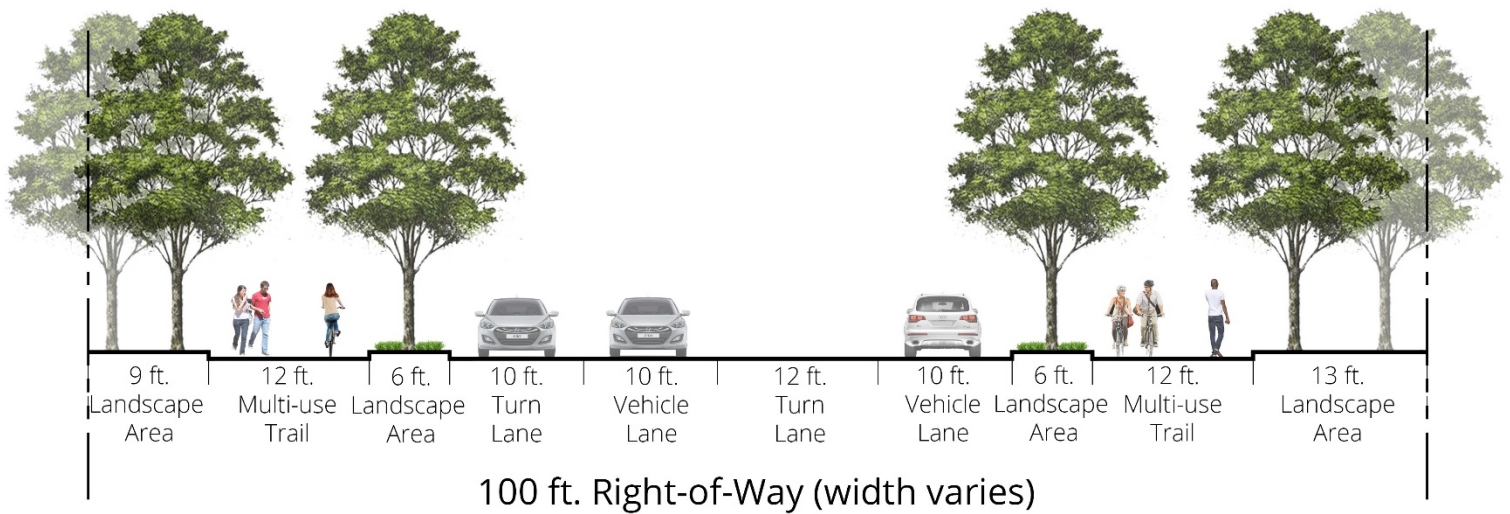 9 ft. 12 ft. 6 ft. 10 ft. 10 ft. 12 ft. 10 ft. 6 ft. 12 ft. 13 ft.
Landscape Multi-use Landscape Turn Vehicle Turn Vehicle Landscape Multi-use Landscape
Area Trail Area Lane Lane Lane Lane Area Trail Area
100 ft. Right-of-Way (width varies)